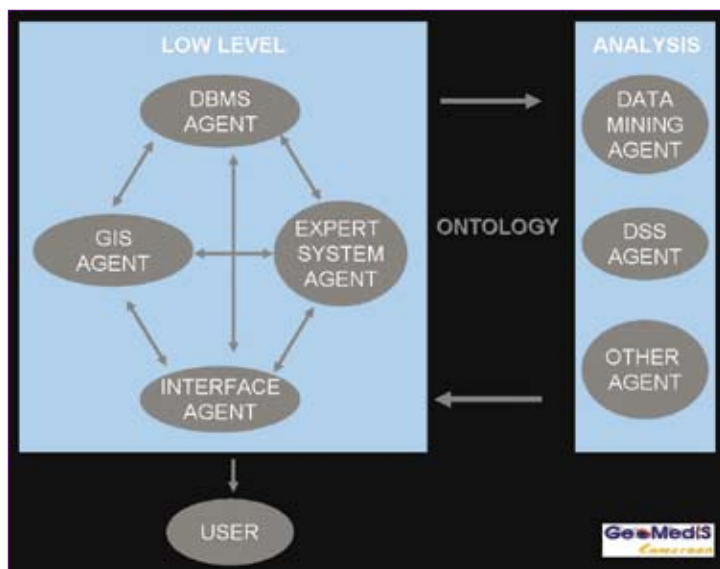 LOW LEVEL
DBMS
AGENT
GIS
AGENT
EXPERT
SYSTEM
AGENT
INTERFACE
AGENT
USER
ONTOLOGY
ANALYSIS
DATA
MINING
AGENT
DSS
AGENT
OTHER
AGENT
GeoMedIS
Cameroon